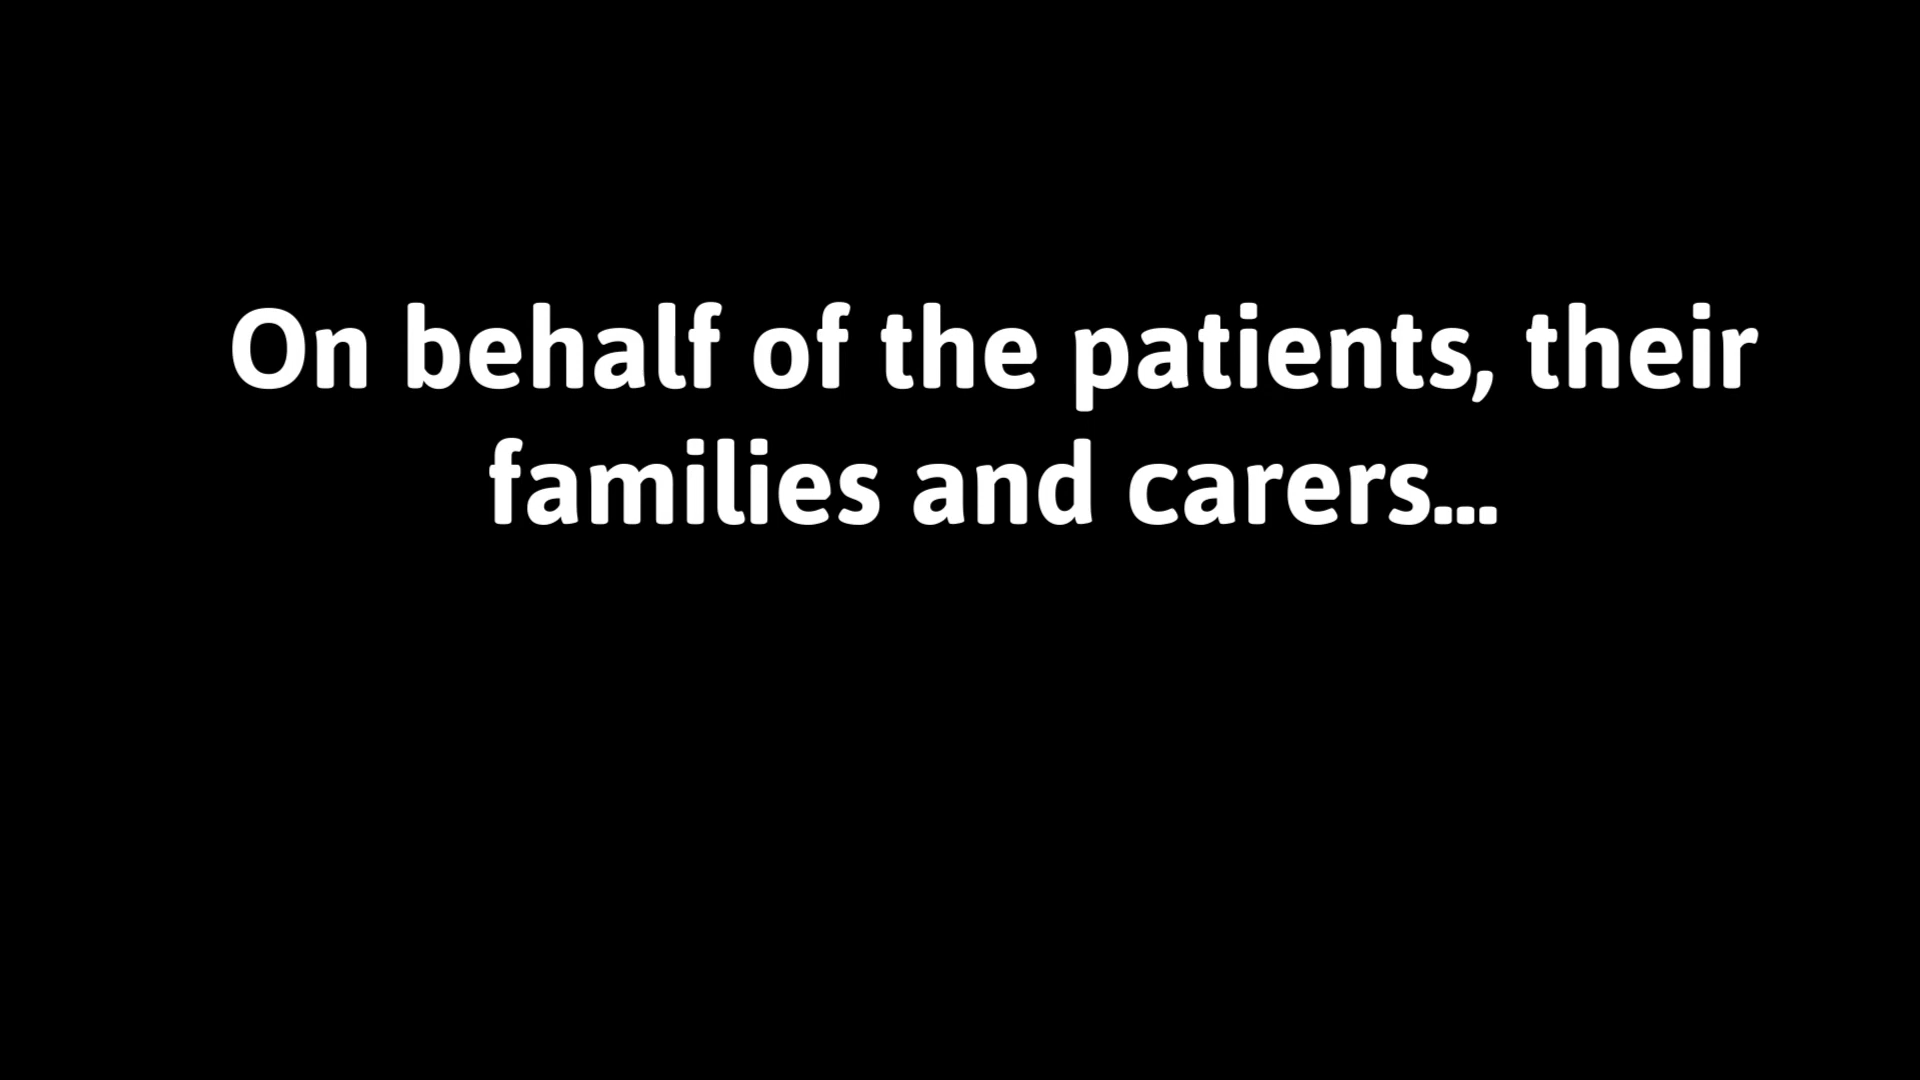 On behalf of the patients, their
families and carers...